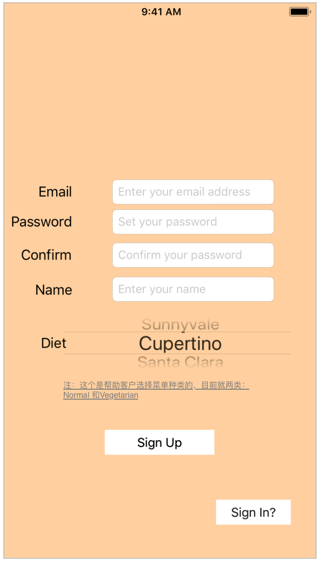 9:41 AM
Email
Enter your email address
Password
Set your password
Confirm
Confirm your password
Name
Enter your name
Sunnyvale
Diet
Cupertino
Santa Clara
注：这个是帮助客户选择菜单种类的，目前就两类：
Normal 和Vegetarian
Sign Up
Sign In?